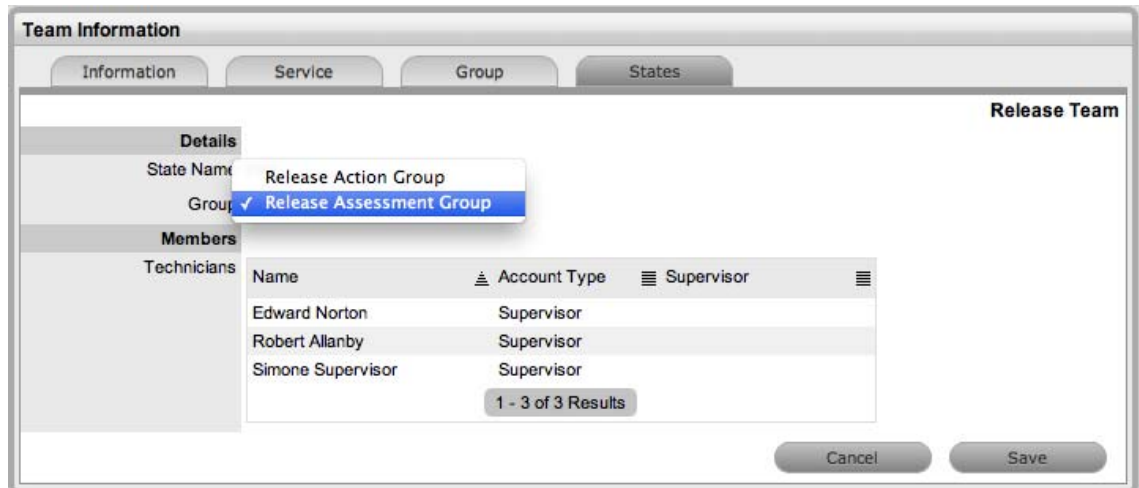 Team Information
Information Service Group States
Release Team
Details
State Name
Release Action Group
Group ✓ Release Assessment Group
Members
Technicians
Name Account Type Supervisor
Edward Norton Supervisor
Robert Allanby Supervisor
Simone Supervisor Supervisor
1 - 3 of 3 Results
Cancel Save